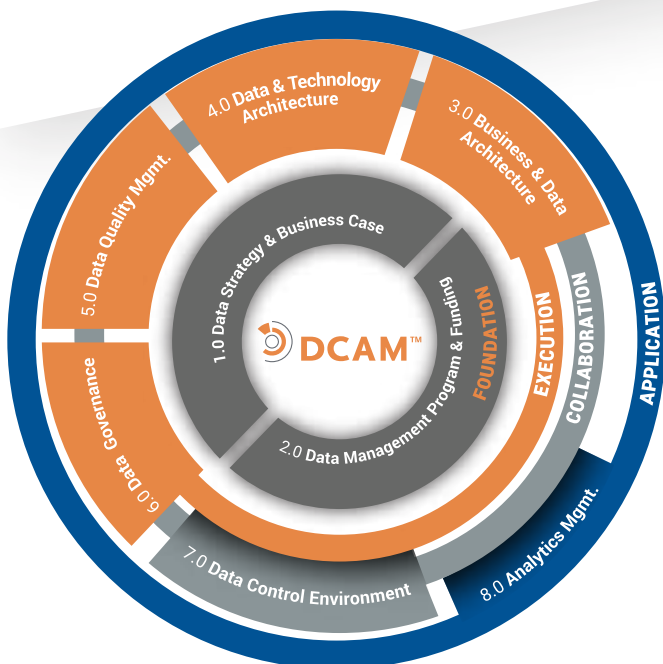 4.0 Data & Technology
Architecture
3.0 Business & Data
Architecture
5.0 Data Quality Mgmt.
1.0 Data Strategy & Business Case
DCAM™
2.0 Data Management Program & Funding
FOUNDATION
EXECUTION
COLLABORATION
APPLICATION
6.0 Data Governance
7.0 Data Control Environment
8.0 Analytics Mgmt.